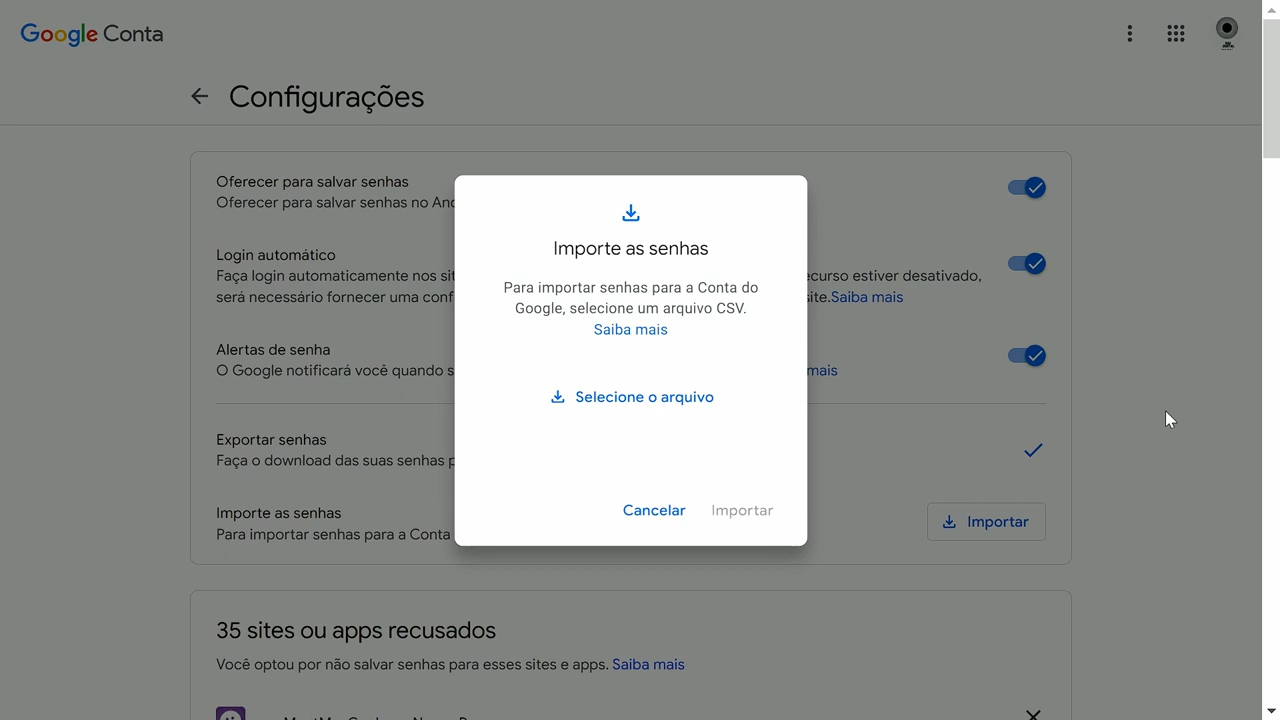 Google Conta
Configurações
Oferecer para salvar senhas
Oferecer para salvar senhas no
Login automático
Faça login automaticamente nos
ecurso estiver desativado,
será necessário fornecer uma
ite.Saiba mais
Alertas de senha
O Google notificará você quando
mais
Exportar senhas
Faça o download das suas senhas
Importe as senhas
Para importar senhas para a Conta
Importar
Importe as senhas
Para importar senhas para a Conta do
Google, selecione um arquivo CSV.
Saiba mais
Selecione o arquivo
Cancelar Importar
35 sites ou apps recusados
Você optou por não salvar senhas para esses sites e apps. Saiba mais